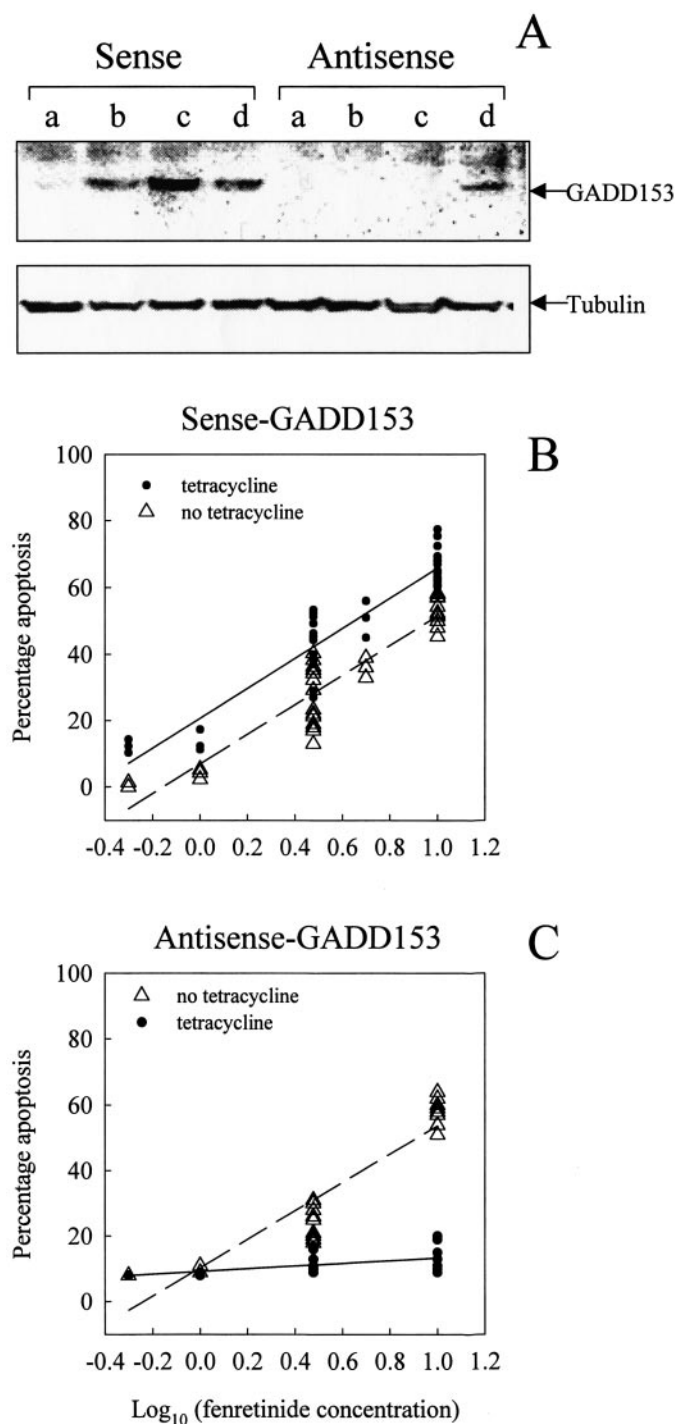 A
Sense Antisense
a b c d a b c d
GADD153
Tubulin
Sense-GADD153
B
100
80
60
40
20
0
Percentage apoptosis
tetracycline
no tetracycline
-0.4 -0.2 0.0 0.2 0.4 0.6 0.8 1.0 1.2
Antisense-GADD153
C
100
80
60
40
20
0
Percentage apoptosis
no tetracycline
tetracycline
-0.4 -0.2 0.0 0.2 0.4 0.6 0.8 1.0 1.2
Log10 (fenretinide concentration)